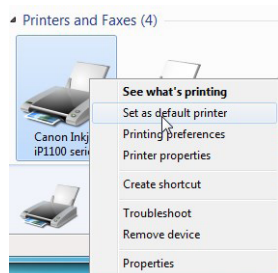 Printers and Faxes (4)
See what's printing
Set as default printer
Printing preferences
Printer properties
Create shortcut
Troubleshoot
Remove device
Properties
Canon Inkj
iP1100 seri